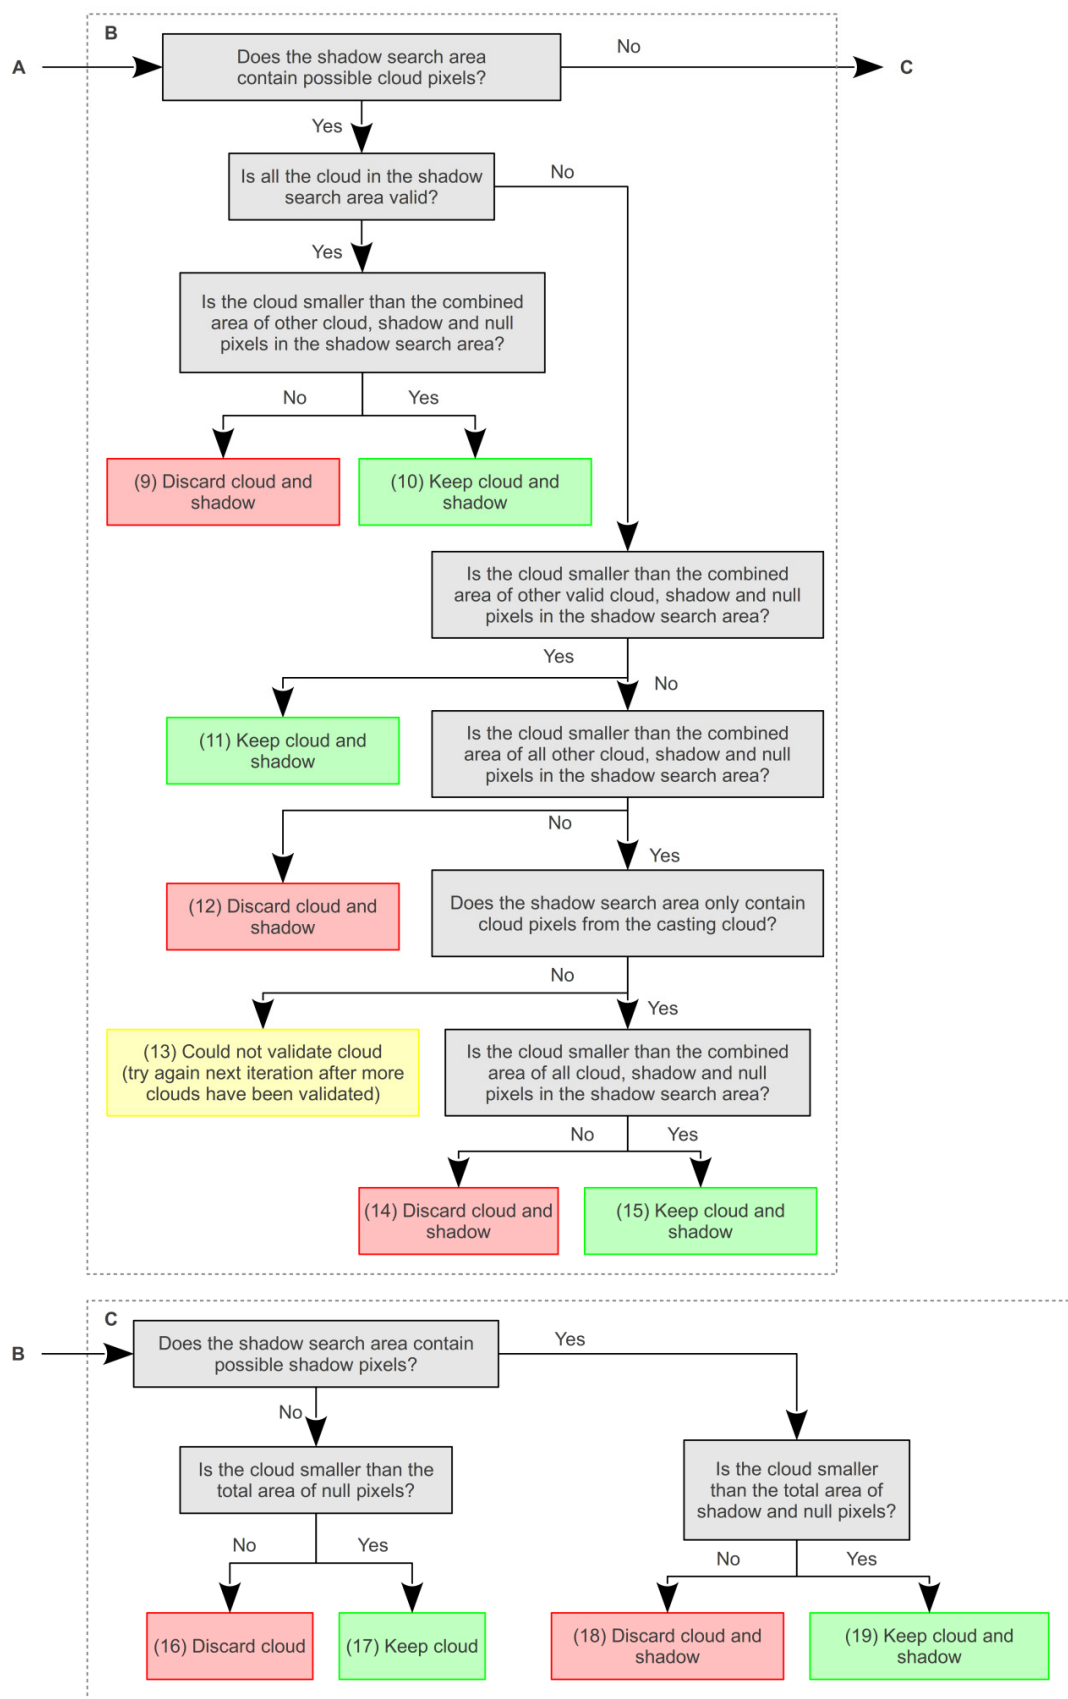 B
A
Does the shadow search area
contain possible cloud pixels?
No
C
Yes
Is all the cloud in the shadow
search area valid?
No
Yes
Is the cloud smaller than the combined
area of other cloud, shadow and null
pixels in the shadow search area?
No
Yes
(9) Discard cloud and
shadow
(10) Keep cloud and
shadow
Is the cloud smaller than the combined
area of other valid cloud, shadow and null
pixels in the shadow search area?
Yes
No
(11) Keep cloud and
shadow
Is the cloud smaller than the combined
area of all other cloud, shadow and null
pixels in the shadow search area?
No
Yes
(12) Discard cloud and
shadow
Does the shadow search area only contain
cloud pixels from the casting cloud?
No
Yes
(13) Could not validate cloud
(try again next iteration after more
clouds have been validated)
Is the cloud smaller than the combined
area of all cloud, shadow and null
pixels in the shadow search area?
No
Yes
(14) Discard cloud and
shadow
(15) Keep cloud and
shadow
C
B
Does the shadow search area contain
possible shadow pixels?
Yes
No
Is the cloud smaller than the
total area of null pixels?
Is the cloud smaller
than the total area of
shadow and null pixels?
No
Yes
No
Yes
(16) Discard cloud
(17) Keep cloud
(18) Discard cloud and
shadow
(19) Keep cloud and
shadow